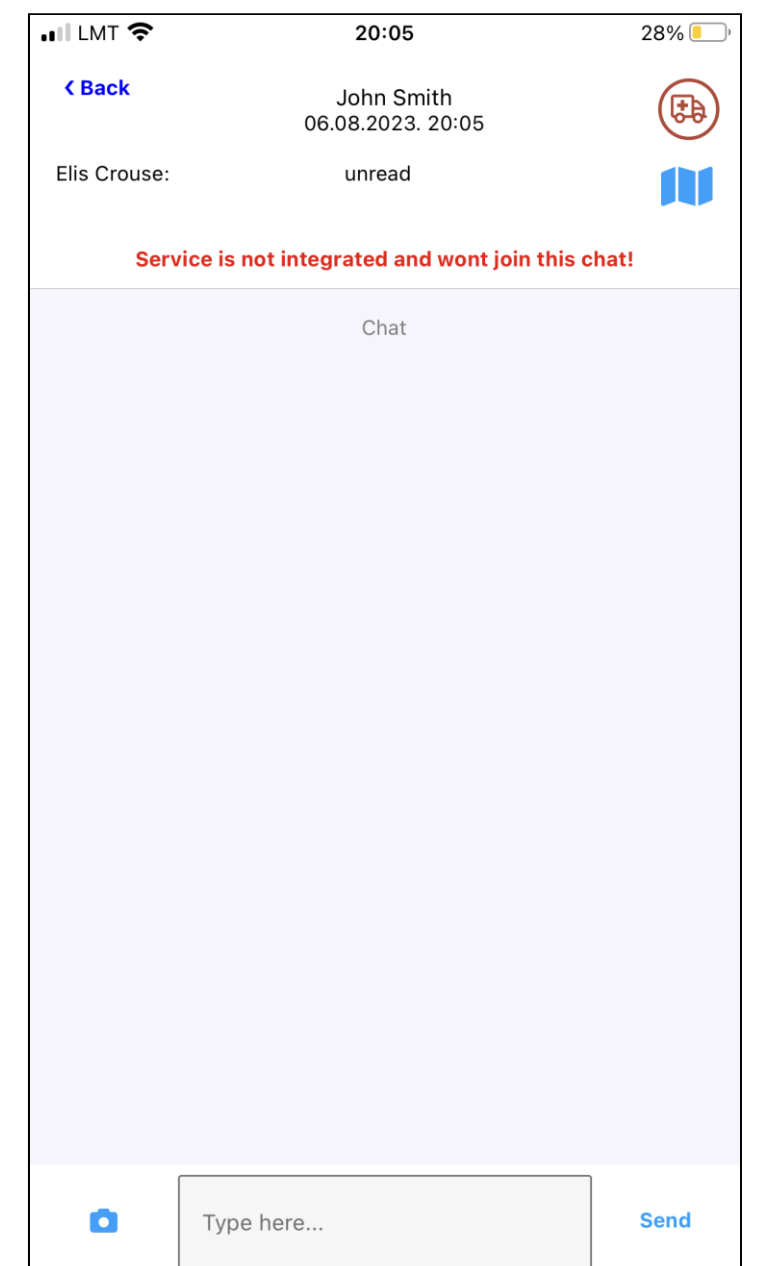 LMT 20:05 28%
Back
John Smith
06.08.2023. 20:05
Elis Crouse: unread
Service is not integrated and wont join this chat!
Chat
Type here... Send